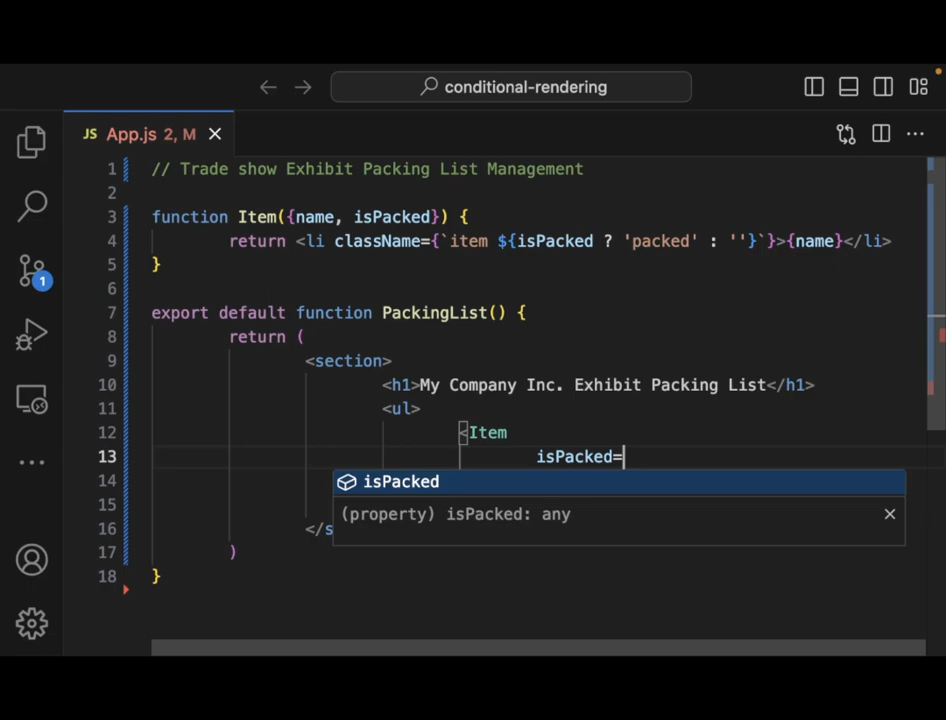 conditional-rendering
JS App.js 2, M
1 // Trade show Exhibit Packing List Management
2
3 function Item({name, isPacked}) {
4 return <li className={`item ${isPacked ? 'packed' : ''}`}>{name}</li>
5 }
6
7 export default function PackingList() {
8 return (
9 <section>
10 <h1>My Company Inc. Exhibit Packing List</h1>
11 <ul>
12 <Item
13 isPacked=
14 isPacked
15 (property) isPacked: any
16 </s
17 )
18 }
1